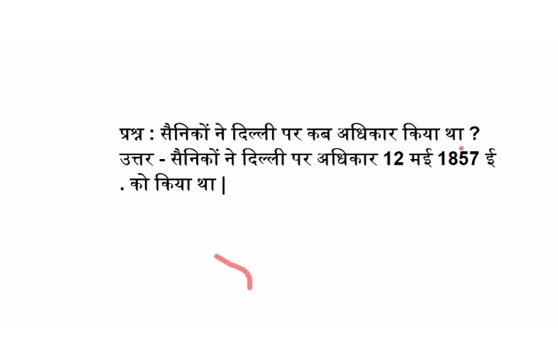 प्रश्न : सैनिकों ने दिल्ली पर कब अधिकार किया था ?
उत्तर - सैनिकों ने दिल्ली पर अधिकार 12 मई 1857 ई
. को किया था |